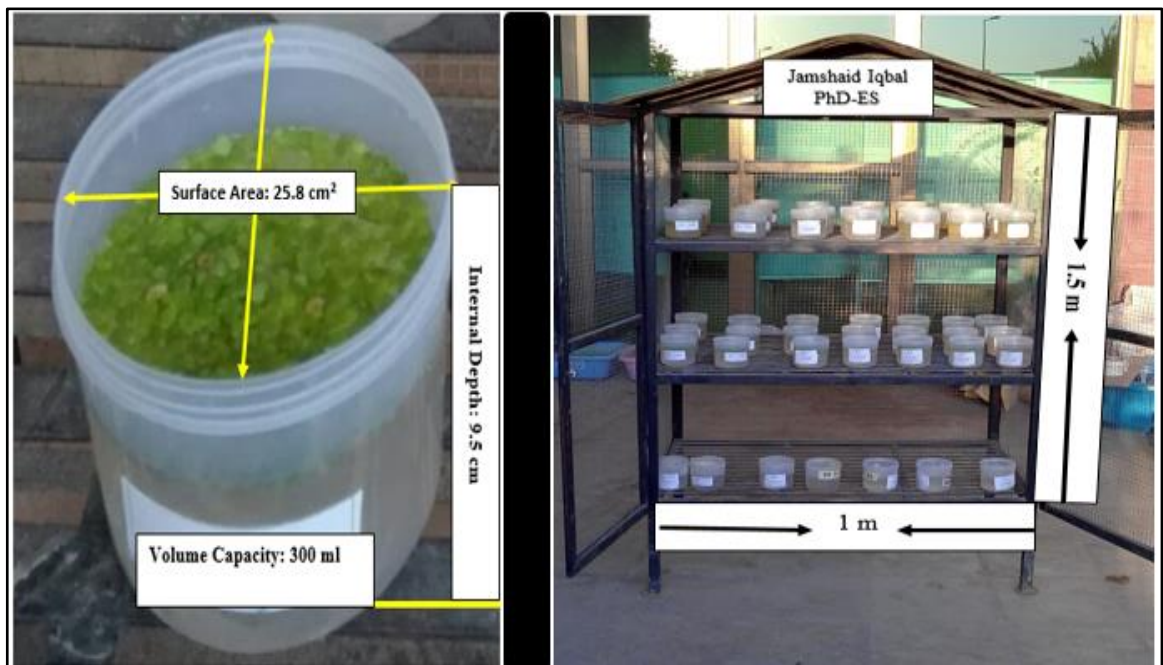 Surface Area: 25.8 cm²
Internal Depth: 9.5 cm
Volume Capacity: 300 ml
Jamshaid Iqbal
PhD-ES
1.5 m
1 m